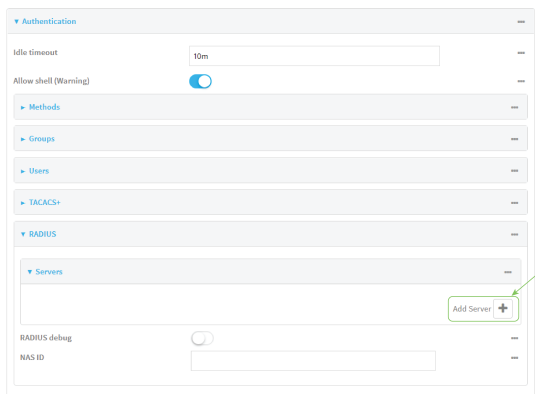 Authentication
Idle timeout 10m
Allow shell (Warning)
Methods
Groups
Users
TACACS+
RADIUS
Servers
Add Server
RADIUS debug
NAS ID